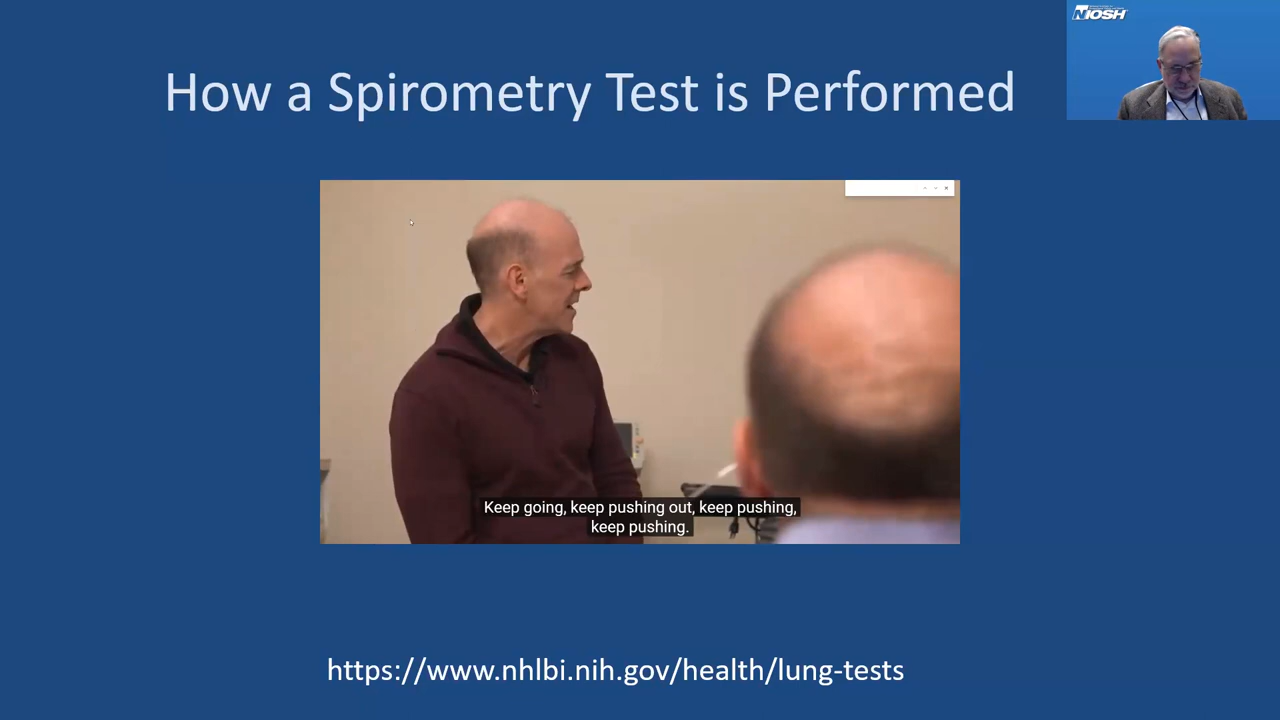 NIOSH
How a Spirometry Test is Performed
Keep going, keep pushing out, keep pushing,
keep pushing.
https://www.nhlbi.nih.gov/health/lung-tests